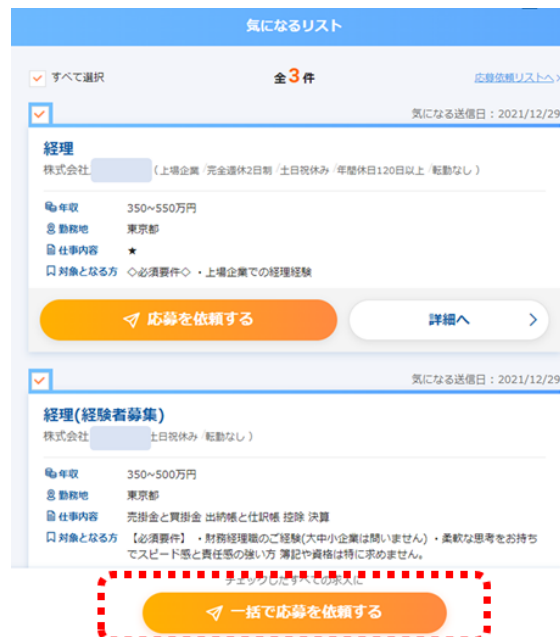 気になるリスト
すべて選択
全3件
応募依頼リストへ>
気になる送信日:2021/12/29
経理
株式会社 (上場企業/完全週休2日制/土日祝休み/年間休日120日以上/転勤なし)
年収 350~550万円
勤務地 東京都
仕事内容 ★
対象となる方 ◇必須要件◇ ・上場企業での経理経験
応募を依頼する
詳細へ >
気になる送信日:2021/12/29
経理(経験者募集)
株式会社 土日祝休み/転勤なし)
年収 350~500万円
勤務地 東京都
仕事内容 売掛金と買掛金 出納帳と仕訳帳 控除 決算
対象となる方 【必須要件】 ・財務経理職のご経験(大中小企業は問いません) ・柔軟な思考をお持ち
でスピード感と責任感の強い方 簿記や資格は特に求めません。
チェックしたすべての求人に
一括で応募を依頼する